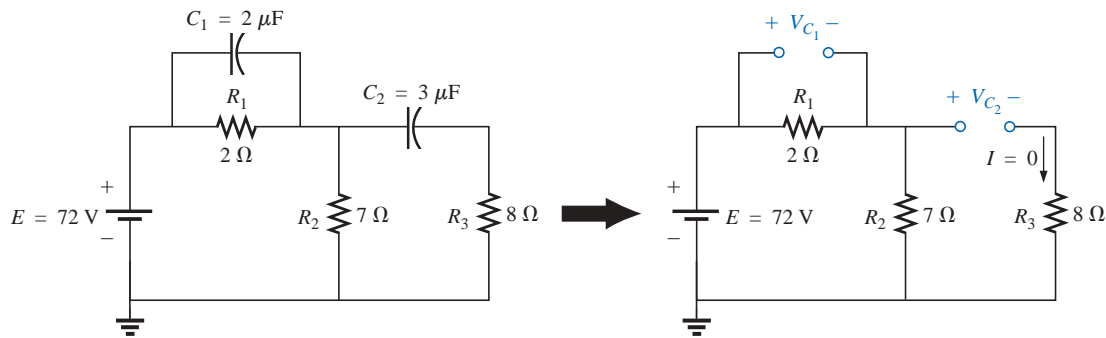 C1 = 2 μF
R1
2 Ω
C2 = 3 μF
+
E = 72 V
–
R2
7 Ω
R3
8 Ω
+ VC1 –
R1
2 Ω
+ VC2 –
I = 0
+
E = 72 V
–
R2
7 Ω
R3
8 Ω